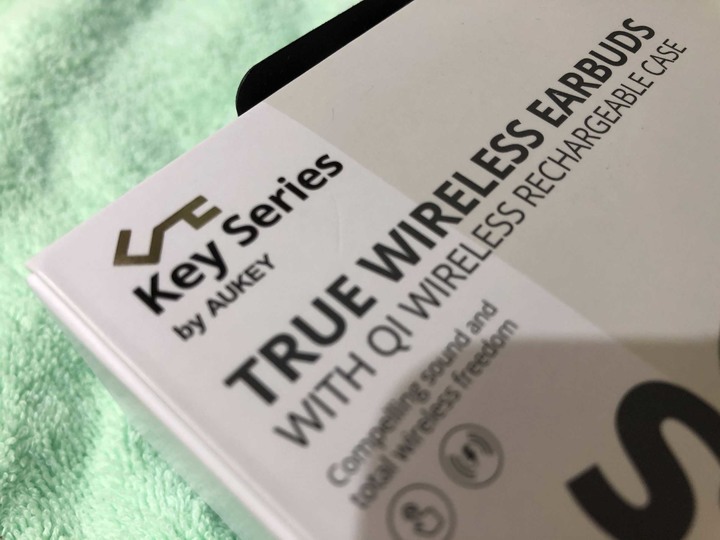 Key Series
by AUKEY
TRUE WIRELESS EARBUDS
WITH QI WIRELESS RECHARGEABLE CASE
Compelling sound and
total wireless freedom